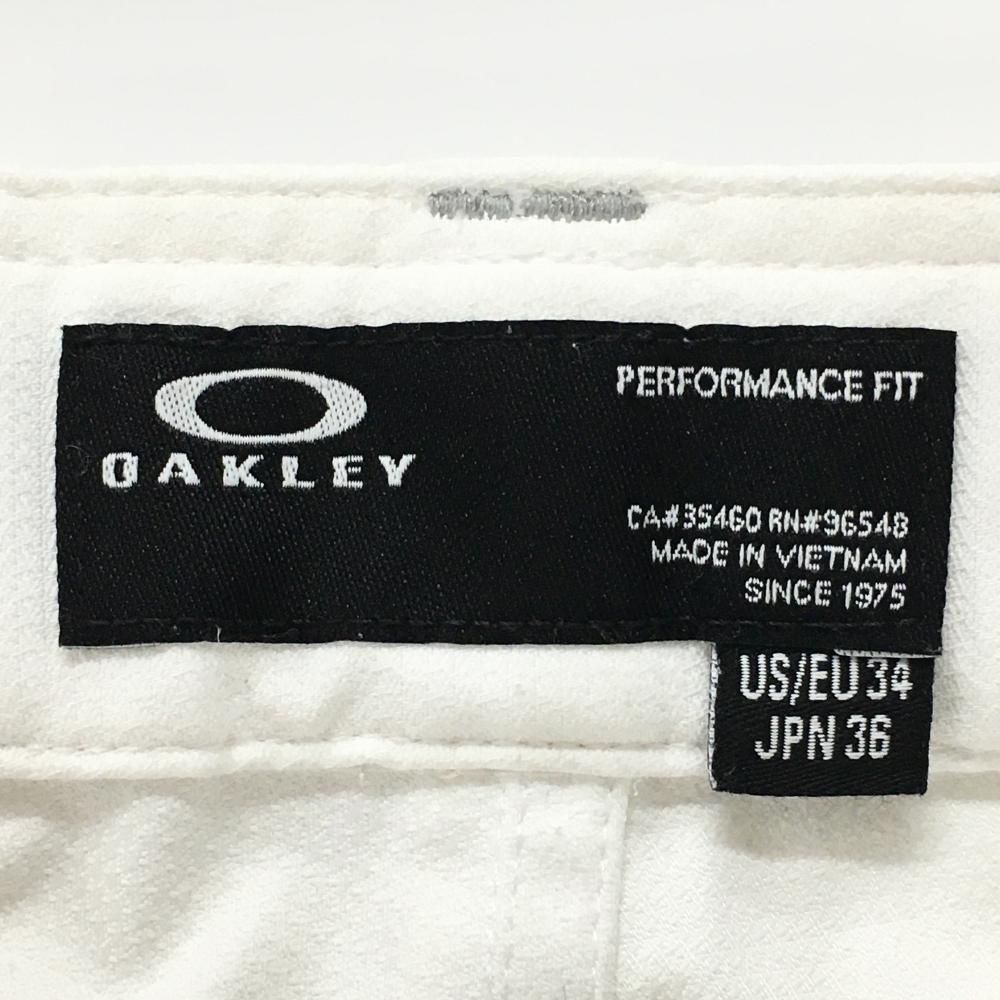 OAKLEY
PERFORMANCE FIT
CA#35460 RN#96548
MADE IN VIETNAM
SINCE 1975
US/EU 34
JPN 36